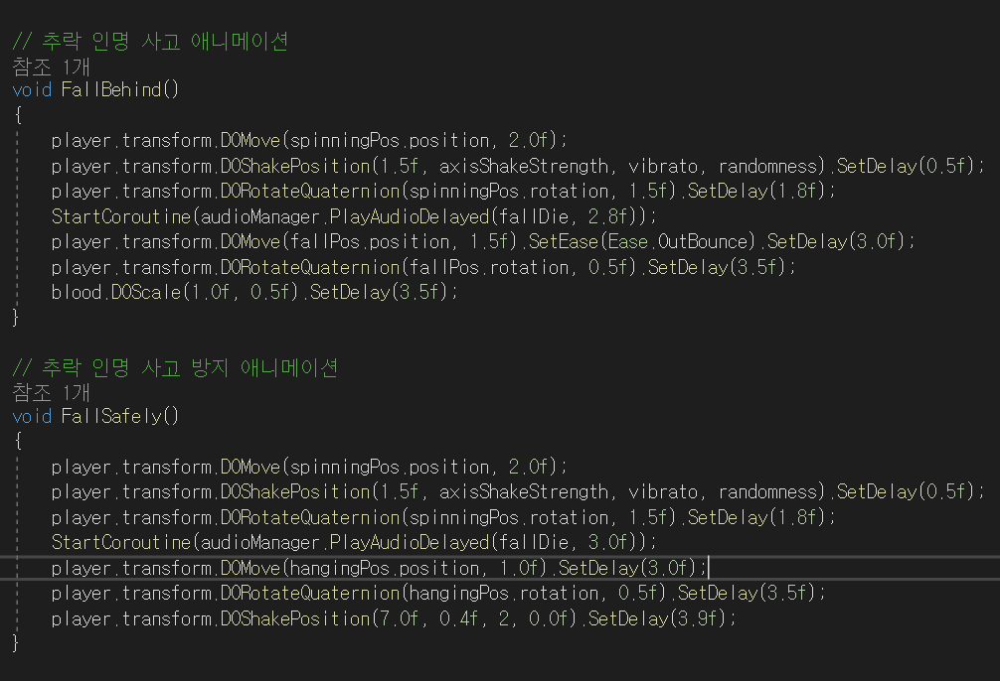 // 추락 인명 사고 애니메이션
참조 1개
void FallBehind()
{
player.transform.DOMove(spinningPos.position, 2.0f);
player.transform.DOShakePosition(1.5f, axisShakeStrength, vibrato, randomness).SetDelay(0.5f);
player.transform.DORotateQuaternion(spinningPos.rotation, 1.5f).SetDelay(1.8f);
StartCoroutine(audioManager.PlayAudioDelayed(fallDie, 2.8f));
player.transform.DOMove(fallPos.position, 1.5f).SetEase(Ease.OutBounce).SetDelay(3.0f);
player.transform.DORotateQuaternion(fallPos.rotation, 0.5f).SetDelay(3.5f);
blood.DOScale(1.0f, 0.5f).SetDelay(3.5f);
}
// 추락 인명 사고 방지 애니메이션
참조 1개
void FallSafely()
{
player.transform.DOMove(spinningPos.position, 2.0f);
player.transform.DOShakePosition(1.5f, axisShakeStrength, vibrato, randomness).SetDelay(0.5f);
player.transform.DORotateQuaternion(spinningPos.rotation, 1.5f).SetDelay(1.8f);
StartCoroutine(audioManager.PlayAudioDelayed(fallDie, 3.0f));
player.transform.DOMove(hangingPos.position, 1.0f).SetDelay(3.0f);
player.transform.DORotateQuaternion(hangingPos.rotation, 0.5f).SetDelay(3.5f);
player.transform.DOShakePosition(7.0f, 0.4f, 2, 0.0f).SetDelay(3.9f);
}